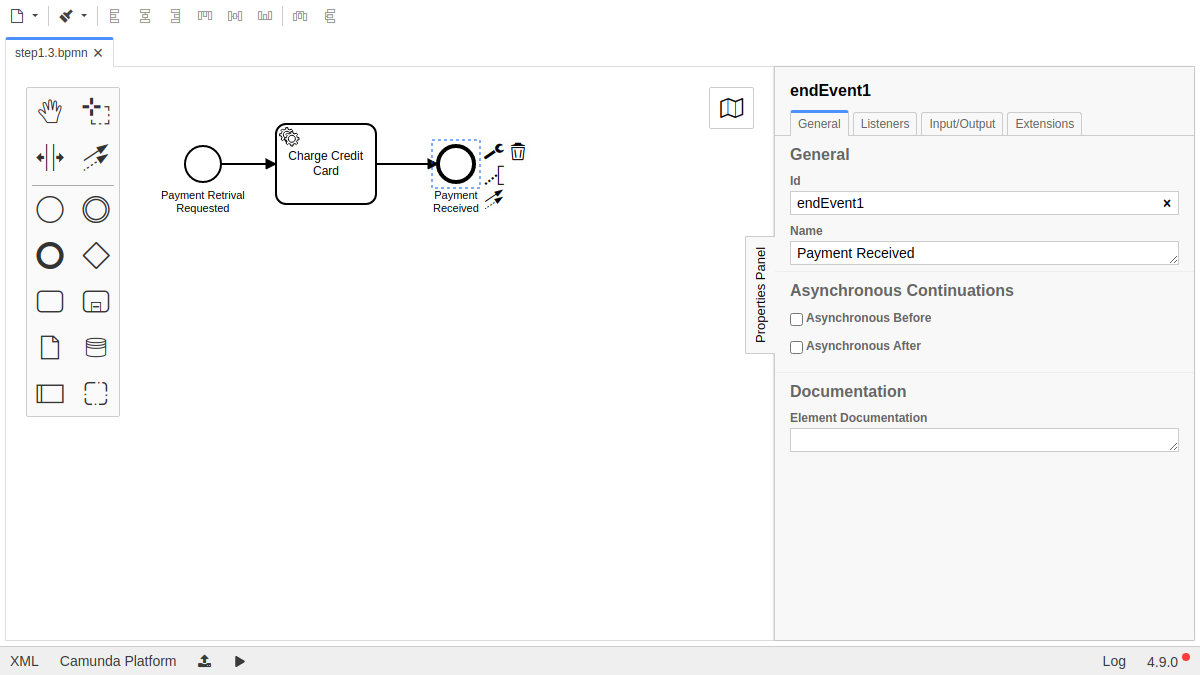 step1.3.bpmn
Payment Retrival
Requested
Charge Credit
Card
Payment
Received
Properties Panel
endEvent1
General
Listeners
Input/Output
Extensions
General
Id
endEvent1
Name
Payment Received
Asynchronous Continuations
Asynchronous Before
Asynchronous After
Documentation
Element Documentation
XML
Camunda Platform
Log
4.9.0